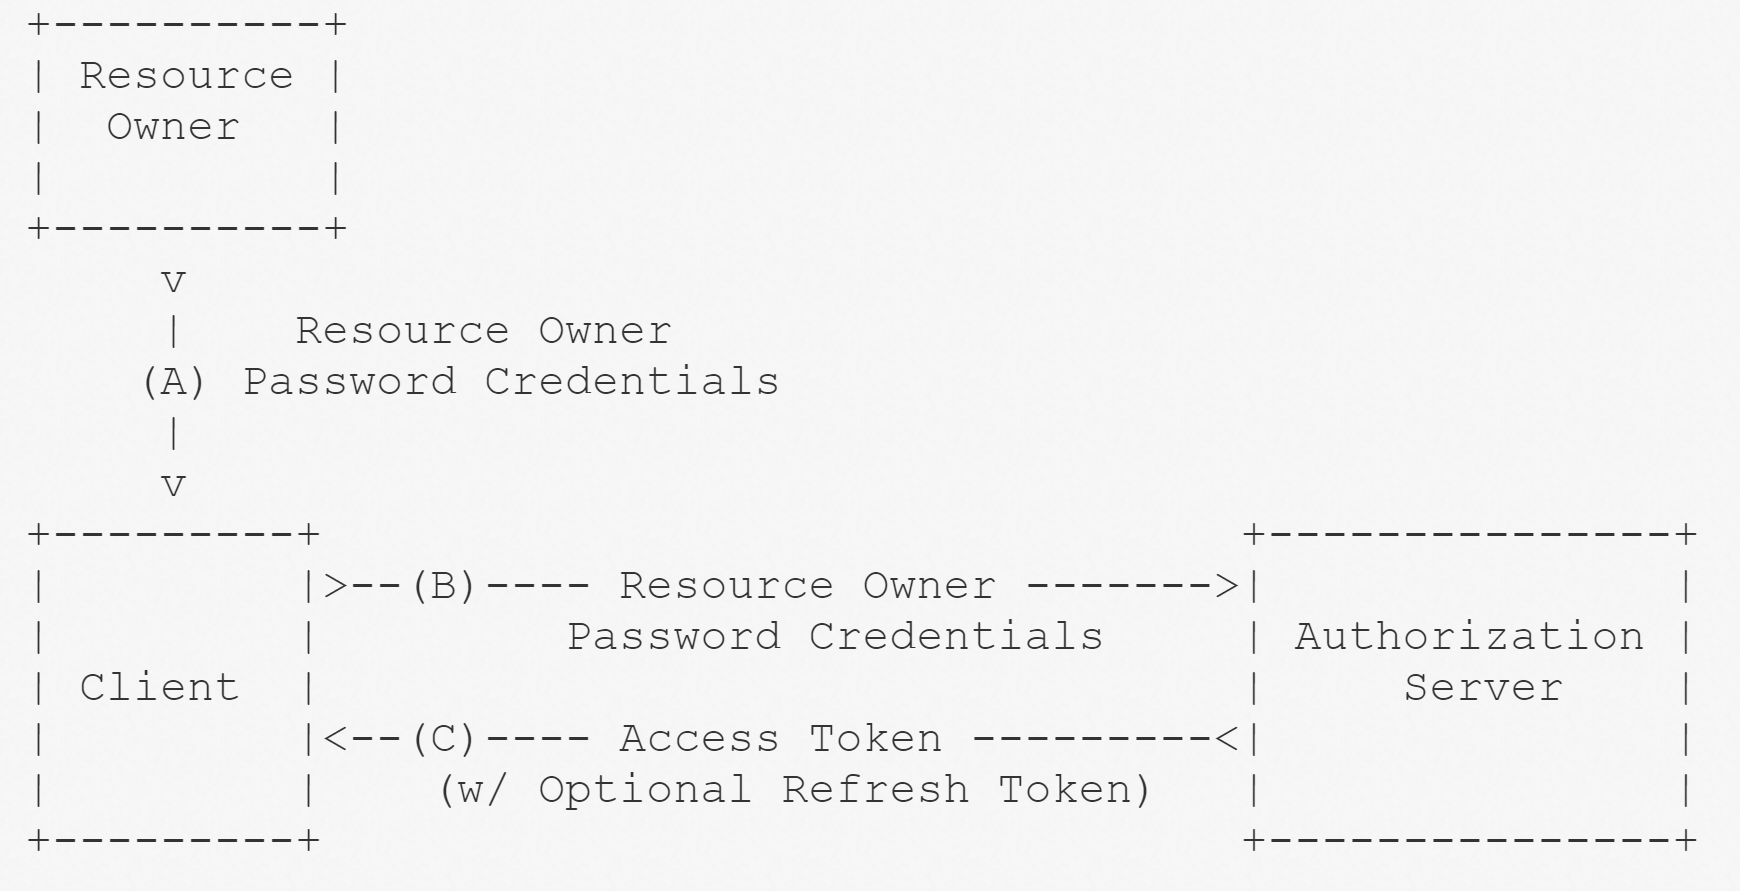 +----------+
| Resource |
|  Owner   |
|          |
+----------+
     v
     |    Resource Owner
    (A) Password Credentials
     |
     v
+---------+                                  +---------------+
|         |>--(B)---- Resource Owner ------->|               |
|         |         Password Credentials     | Authorization |
| Client  |                                  |     Server    |
|         |<--(C)---- Access Token ---------<|               |
|         |    (w/ Optional Refresh Token)   |               |
+---------+                                  +---------------+